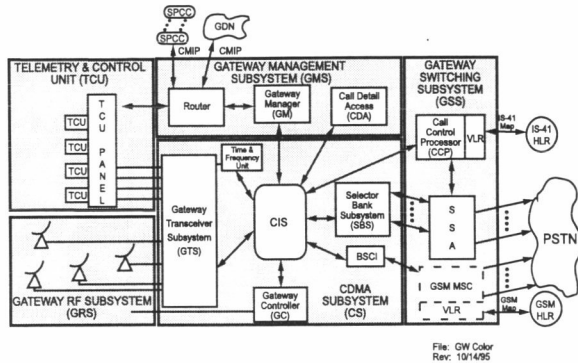 SPCC
SPCC
GDN
CMIP
CMIP
TELEMETRY & CONTROL
UNIT (TCU)
TCU
TCU
TCU
TCU
TCU PANEL
GATEWAY MANAGEMENT
SUBSYSTEM (GMS)
Router
Gateway
Manager
(GM)
Call Detail
Access
(CDA)
GATEWAY
SWITCHING
SUBSYSTEM
(GSS)
Call
Control
Processor
(CCP)
VLR
IS-41
Map
IS-41
HLR
Time &
Frequency
Unit
Gateway
Transceiver
Subsystem
(GTS)
CIS
Selector
Bank
Subsystem
(SBS)
BSCI
SSA
PSTN
GSM MSC
VLR
GSM
Map
GSM
HLR
GATEWAY RF SUBSYSTEM
(GRS)
Gateway
Controller
(GC)
CDMA
SUBSYSTEM
(CS)
File: GW Color
Rev: 10/14/95